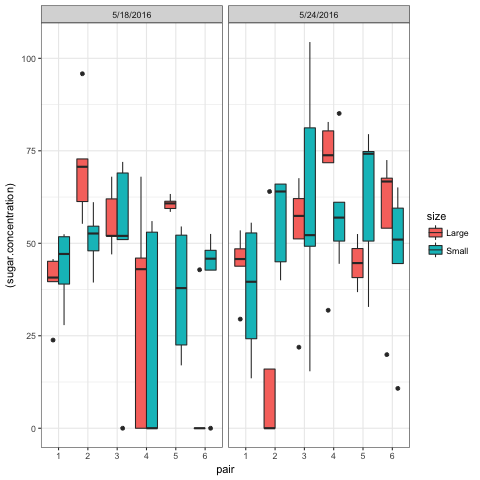 5/18/2016 5/24/2016
(sugar.concentration)
100
75
50
25
0
size
Large
Small
1 2 3 4 5 6 1 2 3 4 5 6
pair